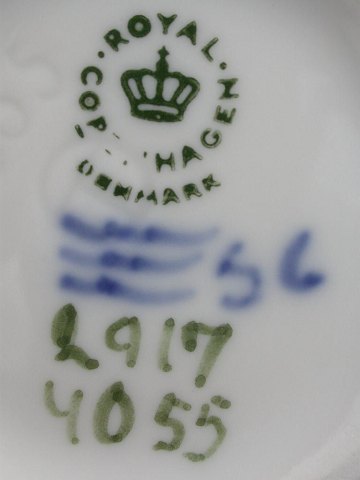 ROYAL
COP HAGEN
DENMARK
56
2917
4055